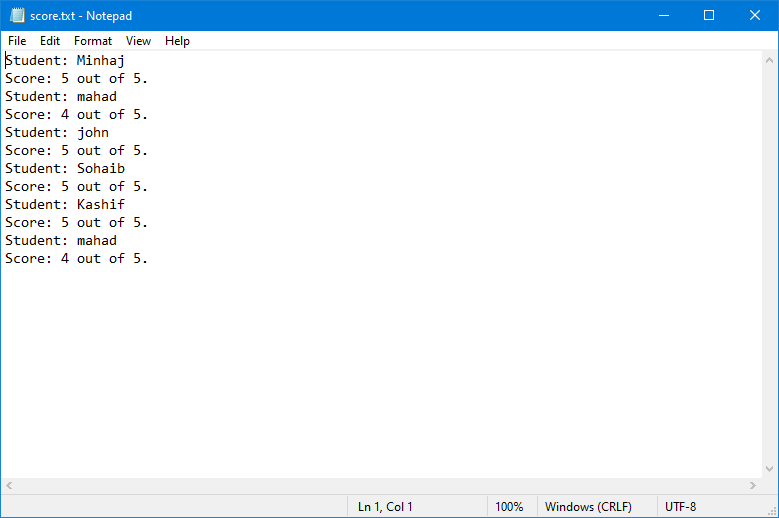 score.txt - Notepad
File Edit Format View Help
Student: Minhaj
Score: 5 out of 5.
Student: mahad
Score: 4 out of 5.
Student: john
Score: 5 out of 5.
Student: Sohaib
Score: 5 out of 5.
Student: Kashif
Score: 5 out of 5.
Student: mahad
Score: 4 out of 5.
Ln 1, Col 1 100% Windows (CRLF) UTF-8